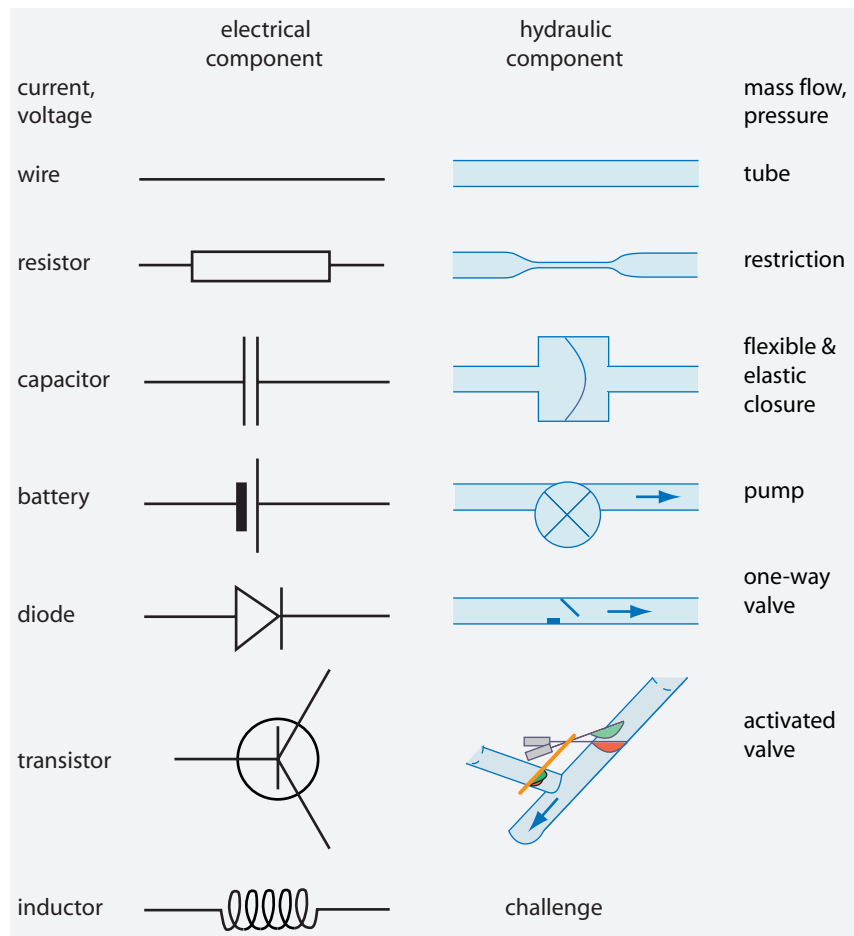 electrical
component
hydraulic
component
current,
voltage
mass flow,
pressure
wire
tube
resistor
restriction
capacitor
flexible &
elastic
closure
battery
pump
diode
one-way
valve
transistor
activated
valve
inductor
challenge